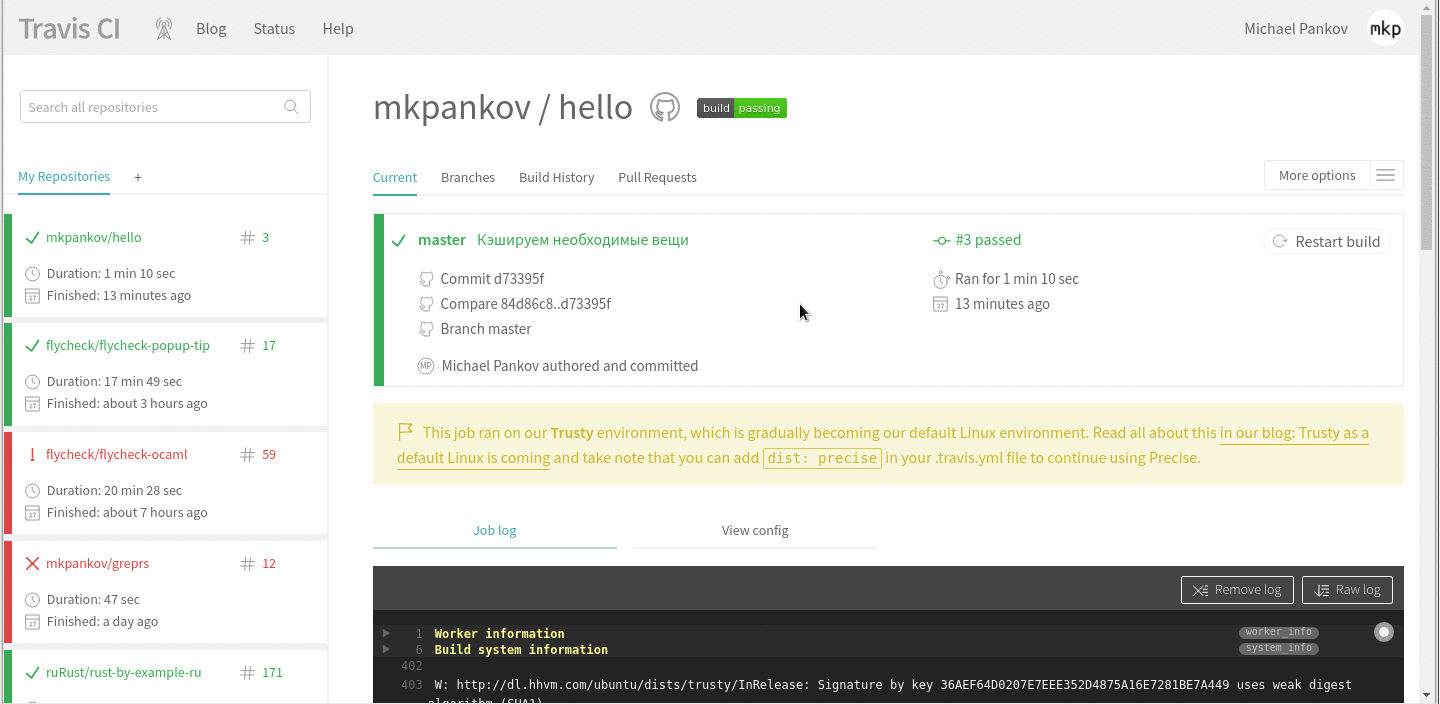 Travis CI Blog Status Help Michael Pankov mkp
Search all repositories
My Repositories +
mkpankov/hello # 3
Duration: 1 min 10 sec
Finished: 13 minutes ago
flycheck/flycheck-popup-tip # 17
Duration: 17 min 49 sec
Finished: about 3 hours ago
! flycheck/flycheck-ocaml # 59
Duration: 20 min 28 sec
Finished: about 7 hours ago
mkpankov/greprs # 12
Duration: 47 sec
Finished: a day ago
ruRust/rust-by-example-ru # 171
mkpankov / hello build passing
Current Branches Build History Pull Requests More options
master Кэшируем необходимые вещи #3 passed Restart build
Commit d73395f Ran for 1 min 10 sec
Compare 84d86c8..d73395f 13 minutes ago
Branch master
MP Michael Pankov authored and committed
This job ran on our Trusty environment, which is gradually becoming our default Linux environment. Read all about this in our blog: Trusty as a
default Linux is coming and take note that you can add dist: precise in your .travis.yml file to continue using Precise.
Job log View config
Remove log Raw log
1 Worker information worker_info
6 Build system information system_info
402
403 W: http://dl.hhvm.com/ubuntu/dists/trusty/InRelease: Signature by key 36AEF64D0207E7EEE352D4875A16E7281BE7A449 uses weak digest
algorithm (SHA1)